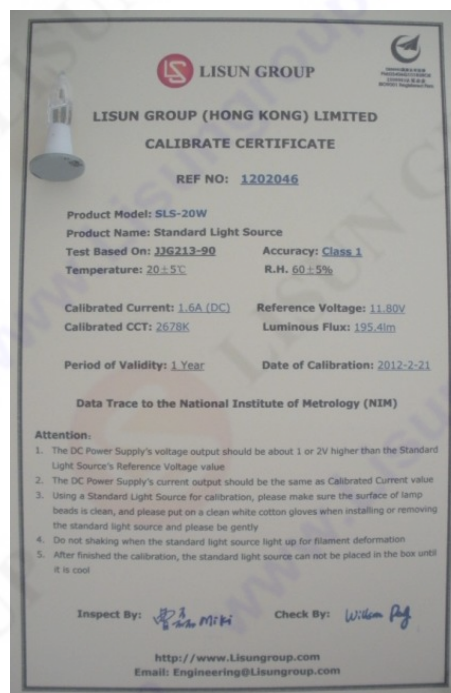 LISUN GROUP
LISUN GROUP (HONG KONG) LIMITED
CALIBRATE CERTIFICATE
REF NO: 1202046
Product Model: SLS-20W
Product Name: Standard Light Source
Test Based On: JJG213-90 Accuracy: Class 1
Temperature: 20±5℃ R.H. 60±5%
Calibrated Current: 1.6A (DC) Reference Voltage: 11.80V
Calibrated CCT: 2678K Luminous Flux: 195.4lm
Period of Validity: 1 Year Date of Calibration: 2012-2-21
Data Trace to the National Institute of Metrology (NIM)
Attention:
1. The DC Power Supply's voltage output should be about 1 or 2V higher than the Standard
Light Source's Reference Voltage value
2. The DC Power Supply's current output should be the same as Calibrated Current value
3. Using a Standard Light Source for calibration, please make sure the surface of lamp
beads is clean, and please put on a clean white cotton gloves when installing or removing
the standard light source and please be gently
4. Do not shaking when the standard light source light up for filament deformation
5. After finished the calibration, the standard light source can not be placed in the box until
it is cool
Inspect By: Miki Check By: William
http://www.Lisungroup.com
Email: Engineering@Lisungroup.com